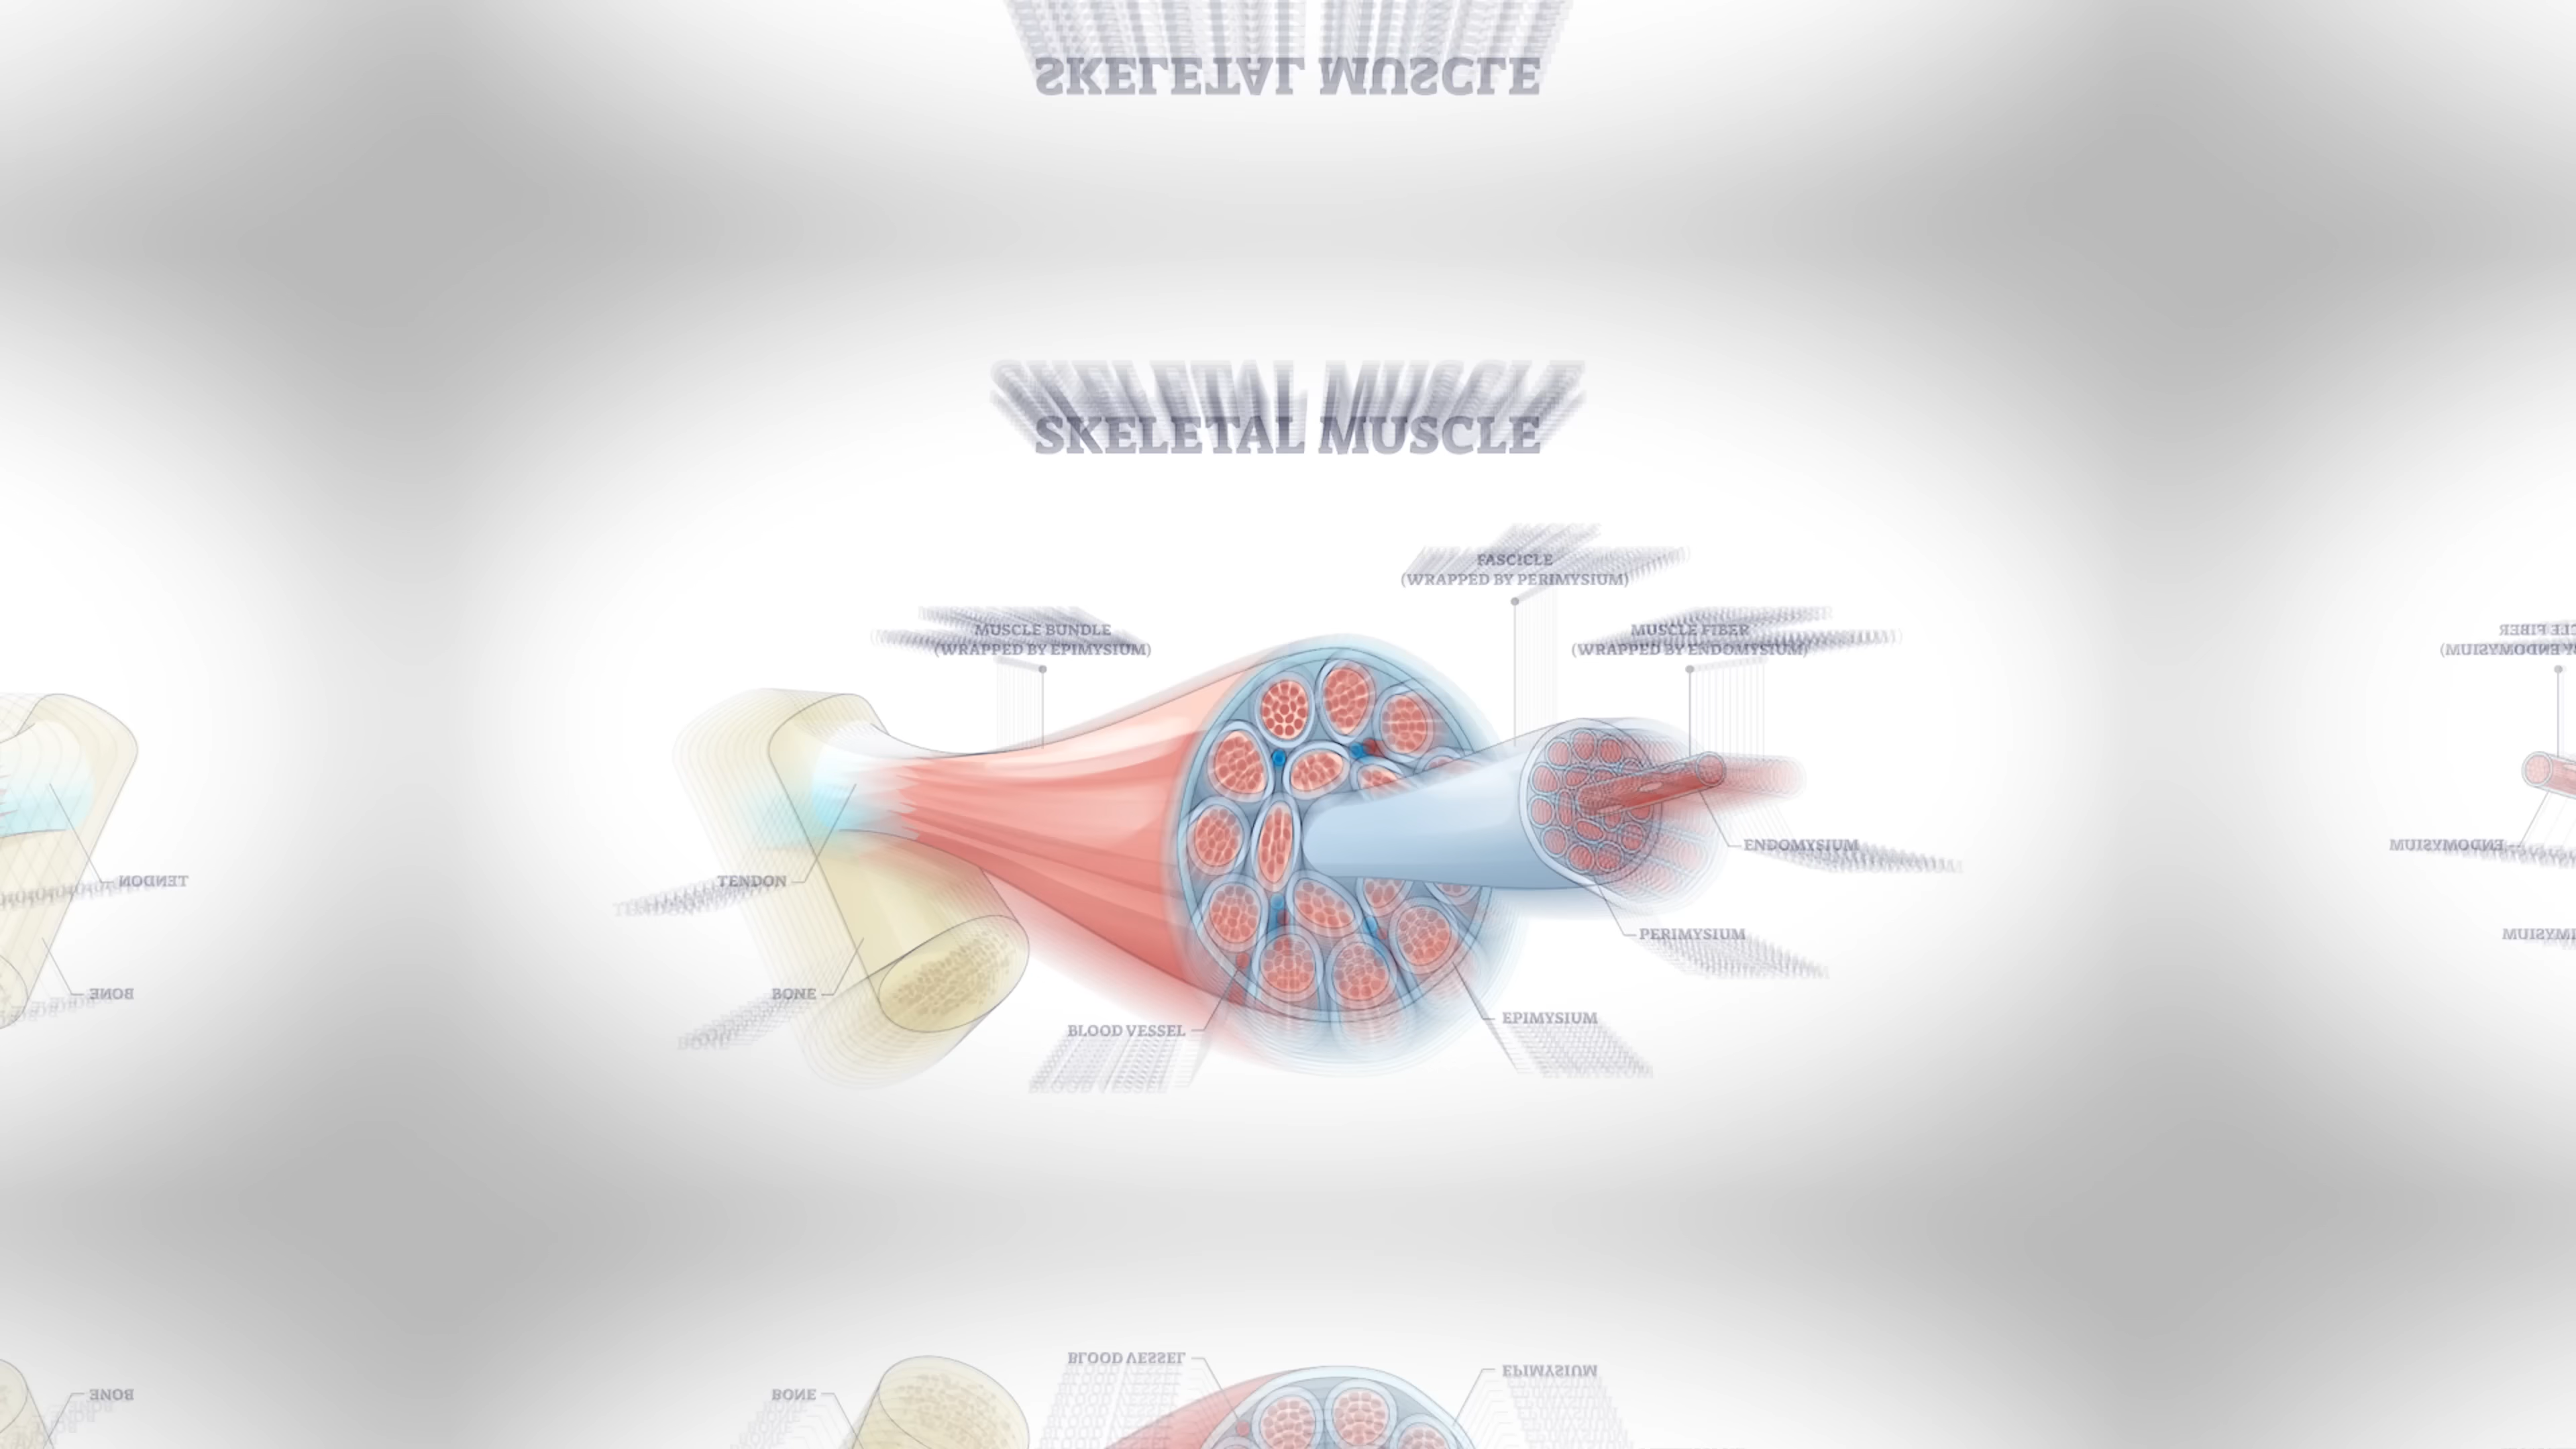 SKELETAL MUSCLE
SKELETAL MUSCLE
FASCICLE
(WRAPPED BY PERIMYSIUM)
MUSCLE BUNDLE
(WRAPPED BY EPIMYSIUM)
MUSCLE FIBER
(WRAPPED BY ENDOMYSIUM)
ENDOMYSIUM
ENDOMYSIUM
TENDON
TENDON
PERIMYSIUM
BONE
BONE
EPIMYSIUM
BLOOD VESSEL
BLOOD VESSEL
EPIMYSIUM
BONE
BONE